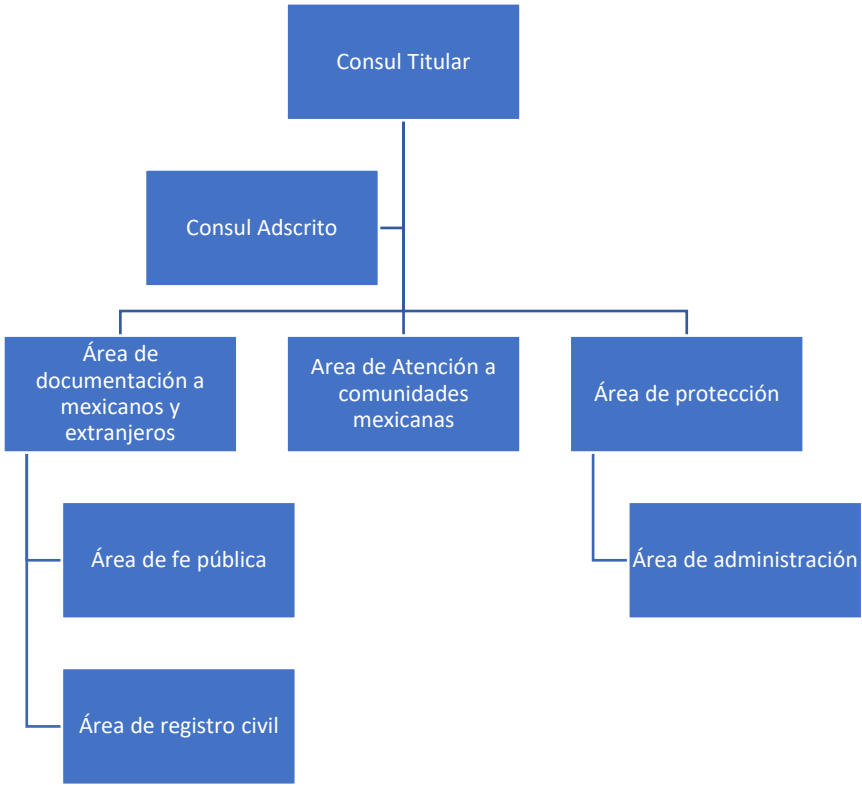 Consul Titular
Consul Adscrito
Área de
documentación a
mexicanos y
extranjeros
Area de Atención a
comunidades
mexicanas
Área de protección
Área de fe pública
Área de administración
Área de registro civil